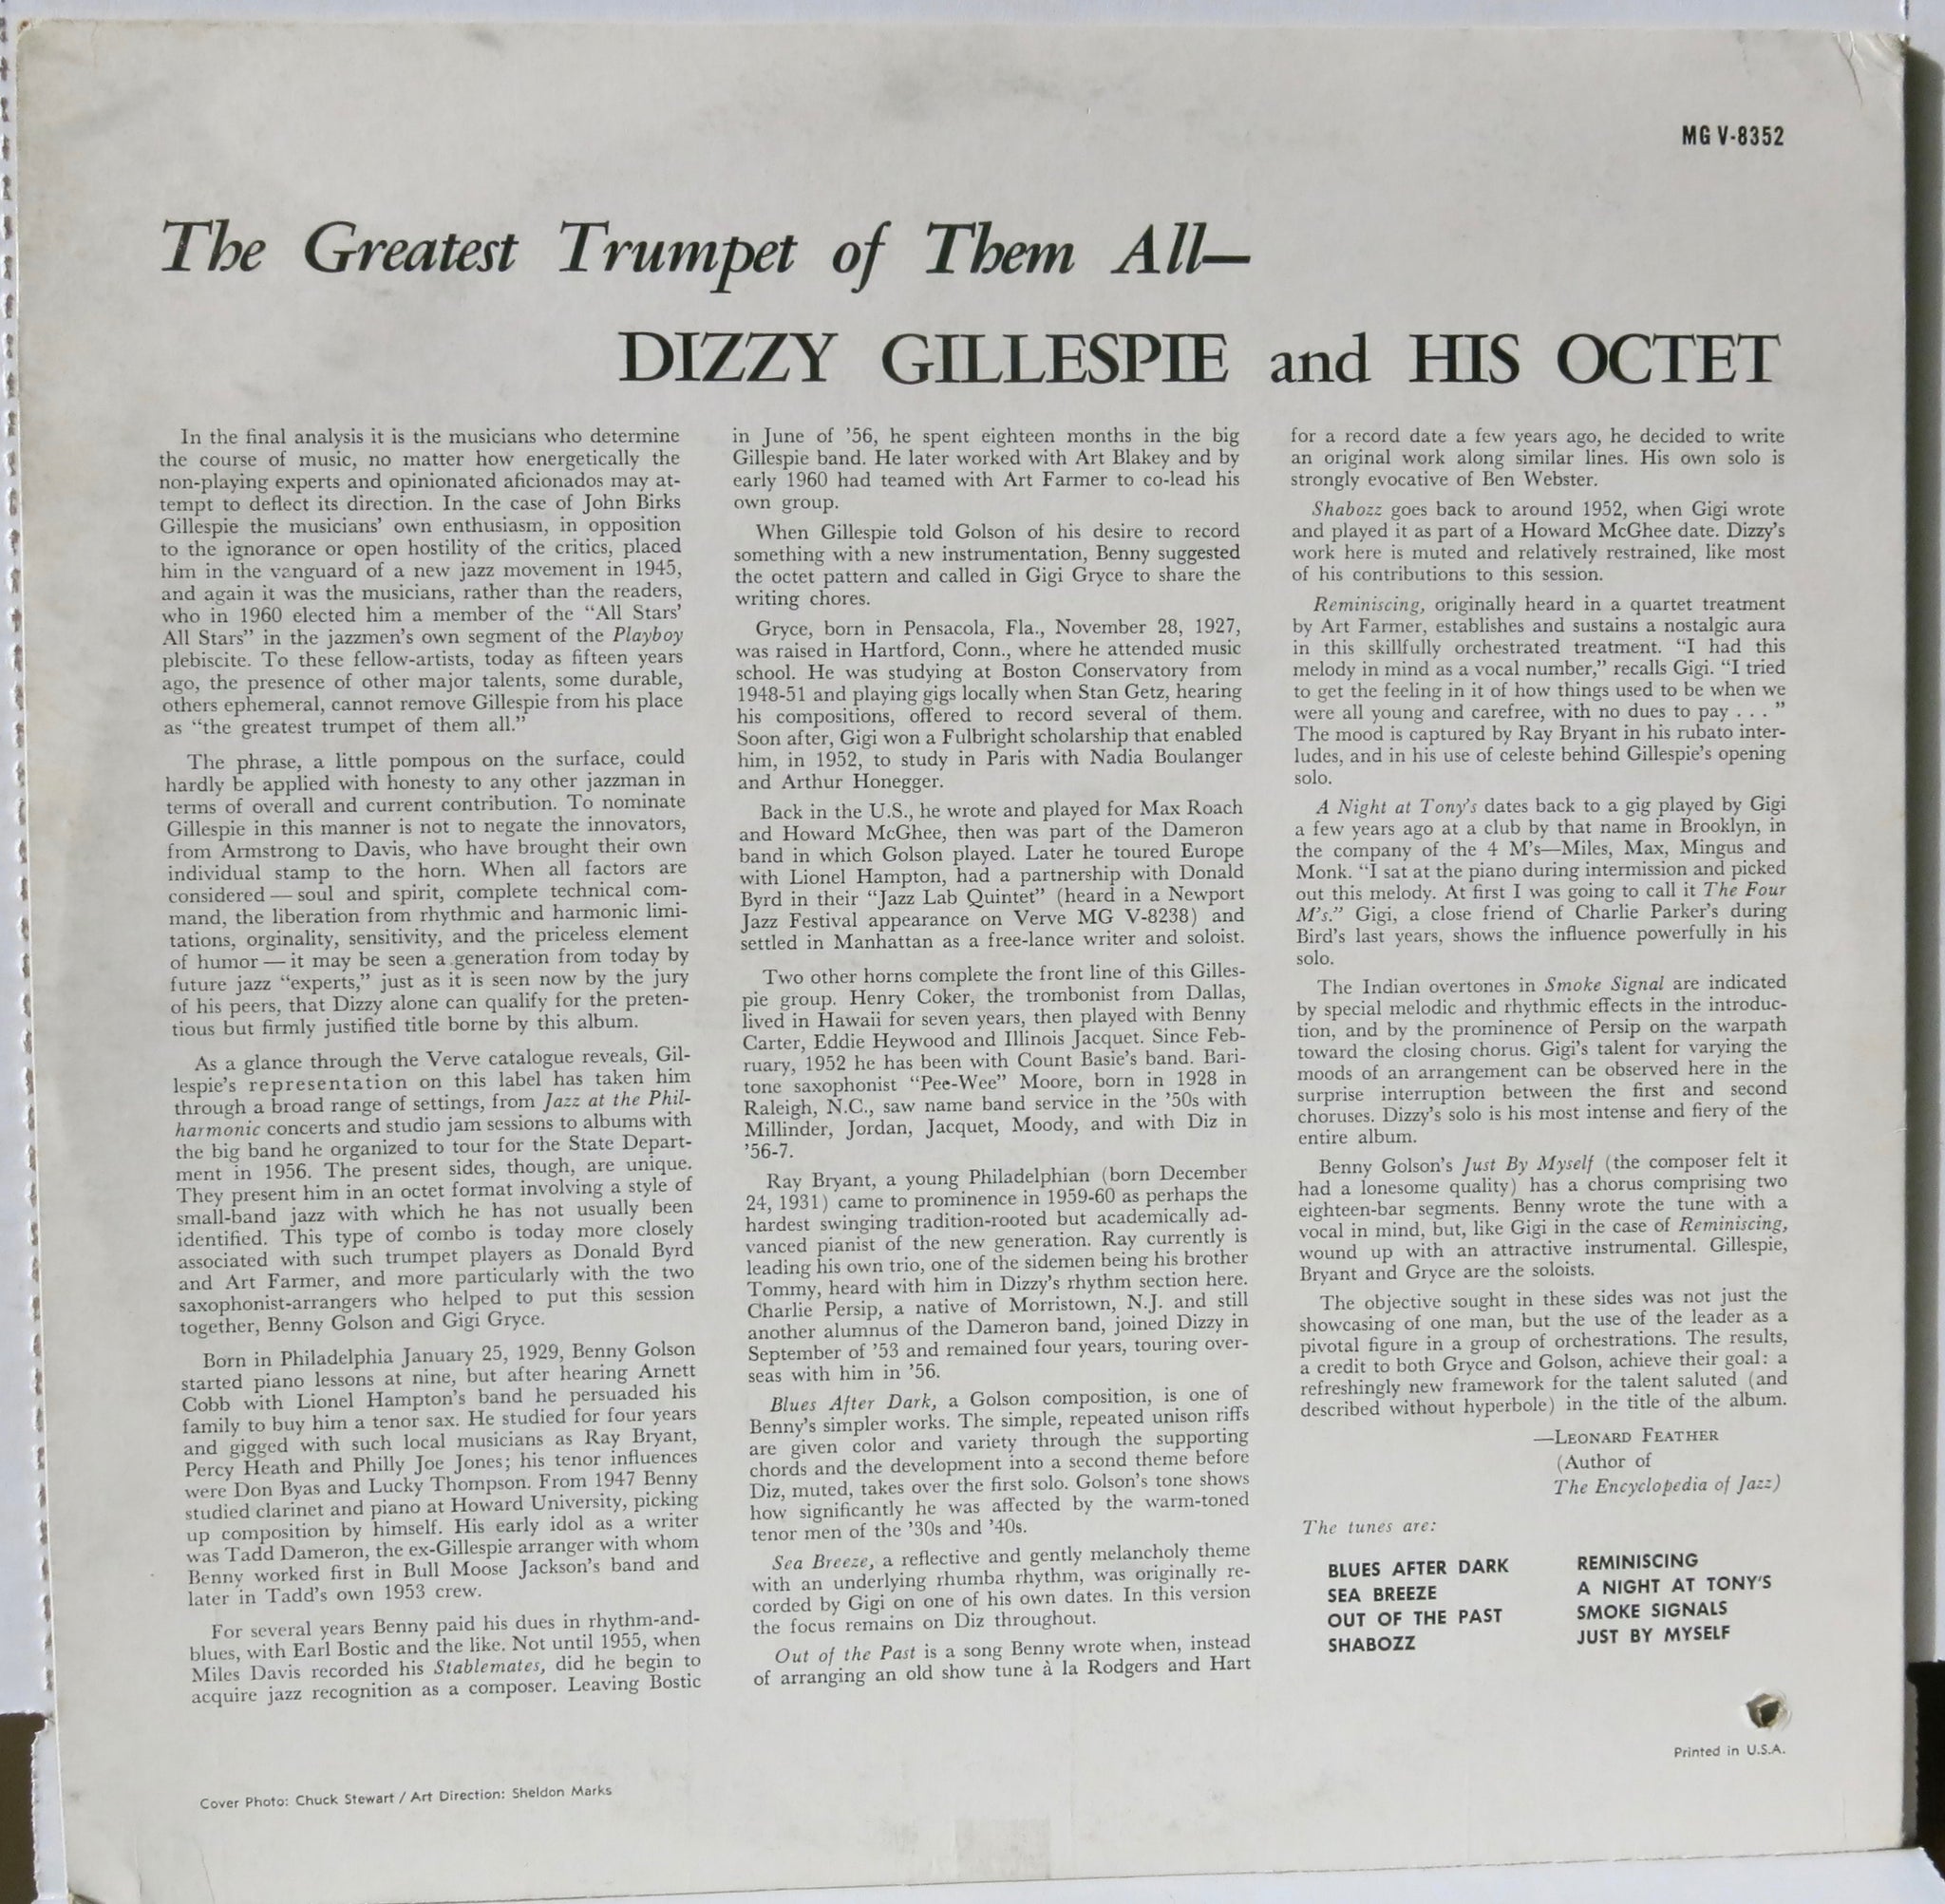 MG V-8352
The Greatest Trumpet of Them All—
DIZZY GILLESPIE and HIS OCTET
In the final analysis it is the musicians who determine
the course of music, no matter how energetically the
non-playing experts and opinionated aficionados may at-
tempt to deflect its direction. In the case of John Birks
Gillespie the musicians' own enthusiasm, in opposition
to the ignorance or open hostility of the critics, placed
him in the vanguard of a new jazz movement in 1945,
and again it was the musicians, rather than the readers,
who in 1960 elected him a member of the "All Stars'
All Stars" in the jazzmen's own segment of the Playboy
plebiscite. To these fellow-artists, today as fifteen years
ago, the presence of other major talents, some durable,
others ephemeral, cannot remove Gillespie from his place
as "the greatest trumpet of them all."
The phrase, a little pompous on the surface, could
hardly be applied with honesty to any other jazzman in
terms of overall and current contribution. To nominate
Gillespie in this manner is not to negate the innovators,
from Armstrong to Davis, who have brought their own
individual stamp to the horn. When all factors are
considered — soul and spirit, complete technical com-
mand, the liberation from rhythmic and harmonic limi-
tations, orginality, sensitivity, and the priceless element
of humor — it may be seen a generation from today by
future jazz "experts," just as it is seen now by the jury
of his peers, that Dizzy alone can qualify for the preten-
tious but firmly justified title borne by this album.
As a glance through the Verve catalogue reveals, Gil-
lespie's representation on this label has taken him
through a broad range of settings, from Jazz at the Phil-
harmonic concerts and studio jam sessions to albums with
the big band he organized to tour for the State Depart-
ment in 1956. The present sides, though, are unique.
They present him in an octet format involving a style of
small-band jazz with which he has not usually been
identified. This type of combo is today more closely
associated with such trumpet players as Donald Byrd
and Art Farmer, and more particularly with the two
saxophonist-arrangers who helped to put this session
together, Benny Golson and Gigi Gryce.
Born in Philadelphia January 25, 1929, Benny Golson
started piano lessons at nine, but after hearing Arnett
Cobb with Lionel Hampton's band he persuaded his
family to buy him a tenor sax. He studied for four years
and gigged with such local musicians as Ray Bryant,
Percy Heath and Philly Joe Jones; his tenor influences
were Don Byas and Lucky Thompson. From 1947 Benny
studied clarinet and piano at Howard University, picking
up composition by himself. His early idol as a writer
was Tadd Dameron, the ex-Gillespie arranger with whom
Benny worked first in Bull Moose Jackson's band and
later in Tadd's own 1953 crew.
For several years Benny paid his dues in rhythm-and-
blues, with Earl Bostic and the like. Not until 1955, when
Miles Davis recorded his Stablemates, did he begin to
acquire jazz recognition as a composer. Leaving Bostic
in June of '56, he spent eighteen months in the big
Gillespie band. He later worked with Art Blakey and by
early 1960 had teamed with Art Farmer to co-lead his
own group.
When Gillespie told Golson of his desire to record
something with a new instrumentation, Benny suggested
the octet pattern and called in Gigi Gryce to share the
writing chores.
Gryce, born in Pensacola, Fla., November 28, 1927,
was raised in Hartford, Conn., where he attended music
school. He was studying at Boston Conservatory from
1948-51 and playing gigs locally when Stan Getz, hearing
his compositions, offered to record several of them.
Soon after, Gigi won a Fulbright scholarship that enabled
him, in 1952, to study in Paris with Nadia Boulanger
and Arthur Honegger.
Back in the U.S., he wrote and played for Max Roach
and Howard McGhee, then was part of the Dameron
band in which Golson played. Later he toured Europe
with Lionel Hampton, had a partnership with Donald
Byrd in their "Jazz Lab Quintet" (heard in a Newport
Jazz Festival appearance on Verve MG V-8238) and
settled in Manhattan as a free-lance writer and soloist.
Two other horns complete the front line of this Gilles-
pie group. Henry Coker, the trombonist from Dallas,
lived in Hawaii for seven years, then played with Benny
Carter, Eddie Heywood and Illinois Jacquet. Since Feb-
ruary, 1952 he has been with Count Basie's band. Bari-
tone saxophonist "Pee-Wee" Moore, born in 1928 in
Raleigh, N.C., saw name band service in the '50s with
Millinder, Jordan, Jacquet, Moody, and with Diz in
'56-7.
Ray Bryant, a young Philadelphian (born December
24, 1931) came to prominence in 1959-60 as perhaps the
hardest swinging tradition-rooted but academically ad-
vanced pianist of the new generation. Ray currently is
leading his own trio, one of the sidemen being his brother
Tommy, heard with him in Dizzy's rhythm section here.
Charlie Persip, a native of Morristown, N.J. and still
another alumnus of the Dameron band, joined Dizzy in
September of '53 and remained four years, touring over-
seas with him in '56.
Blues After Dark, a Golson composition, is one of
Benny's simpler works. The simple, repeated unison riffs
are given color and variety through the supporting
chords and the development into a second theme before
Diz, muted, takes over the first solo. Golson's tone shows
how significantly he was affected by the warm-toned
tenor men of the '30s and '40s.
Sea Breeze, a reflective and gently melancholy theme
with an underlying rhumba rhythm, was originally re-
corded by Gigi on one of his own dates. In this version
the focus remains on Diz throughout.
Out of the Past is a song Benny wrote when, instead
of arranging an old show tune à la Rodgers and Hart
for a record date a few years ago, he decided to write
an original work along similar lines. His own solo is
strongly evocative of Ben Webster.
Shabozz goes back to around 1952, when Gigi wrote
and played it as part of a Howard McGhee date. Dizzy's
work here is muted and relatively restrained, like most
of his contributions to this session.
Reminiscing, originally heard in a quartet treatment
by Art Farmer, establishes and sustains a nostalgic aura
in this skillfully orchestrated treatment. "I had this
melody in mind as a vocal number," recalls Gigi. "I tried
to get the feeling in it of how things used to be when we
were all young and carefree, with no dues to pay . . . "
The mood is captured by Ray Bryant in his rubato inter-
ludes, and in his use of celeste behind Gillespie's opening
solo.
A Night at Tony's dates back to a gig played by Gigi
a few years ago at a club by that name in Brooklyn, in
the company of the 4 M's—Miles, Max, Mingus and
Monk. "I sat at the piano during intermission and picked
out this melody. At first I was going to call it The Four
M's." Gigi, a close friend of Charlie Parker's during
Bird's last years, shows the influence powerfully in his
solo.
The Indian overtones in Smoke Signal are indicated
by special melodic and rhythmic effects in the introduc-
tion, and by the prominence of Persip on the warpath
toward the closing chorus. Gigi's talent for varying the
moods of an arrangement can be observed here in the
surprise interruption between the first and second
choruses. Dizzy's solo is his most intense and fiery of the
entire album.
Benny Golson's Just By Myself (the composer felt it
had a lonesome quality) has a chorus comprising two
eighteen-bar segments. Benny wrote the tune with a
vocal in mind, but, like Gigi in the case of Reminiscing,
wound up with an attractive instrumental. Gillespie,
Bryant and Gryce are the soloists.
The objective sought in these sides was not just the
showcasing of one man, but the use of the leader as a
pivotal figure in a group of orchestrations. The results,
a credit to both Gryce and Golson, achieve their goal: a
refreshingly new framework for the talent saluted (and
described without hyperbole) in the title of the album.
—LEONARD FEATHER
(Author of
The Encyclopedia of Jazz)
The tunes are:
BLUES AFTER DARK
SEA BREEZE
OUT OF THE PAST
SHABOZZ
REMINISCING
A NIGHT AT TONY'S
SMOKE SIGNALS
JUST BY MYSELF
Printed in U.S.A.
Cover Photo: Chuck Stewart / Art Direction: Sheldon Marks